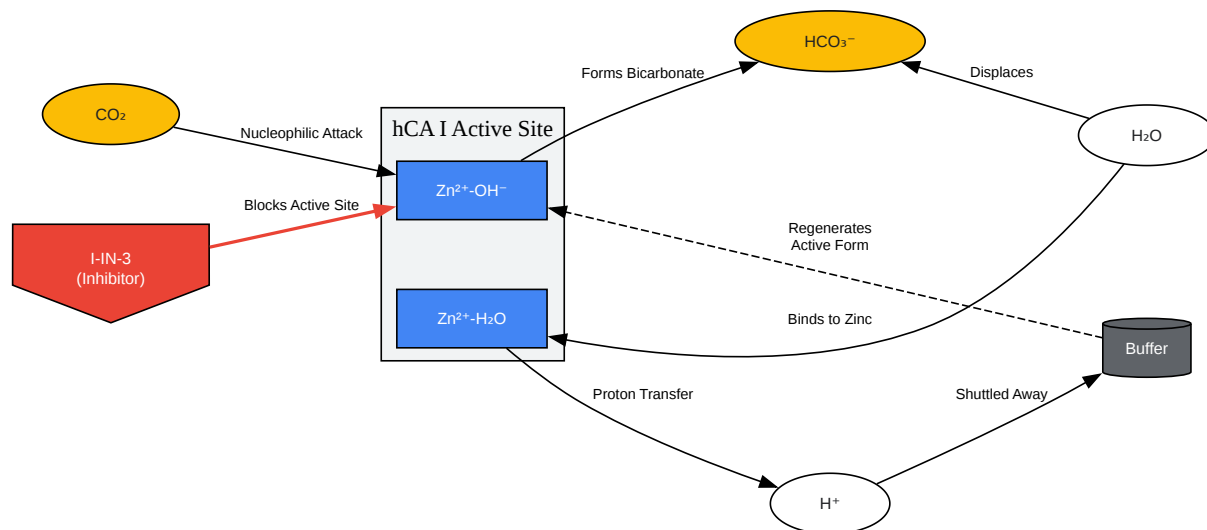 HCO₃⁻
Forms Bicarbonate
Displaces
CO₂
Nucleophilic Attack
hCA I Active Site
H₂O
Zn²⁺-OH⁻
Blocks Active Site
I-IN-3
(Inhibitor)
Regenerates
Active Form
Zn²⁺-H₂O
Binds to Zinc
Buffer
Proton Transfer
Shuttled Away
H⁺